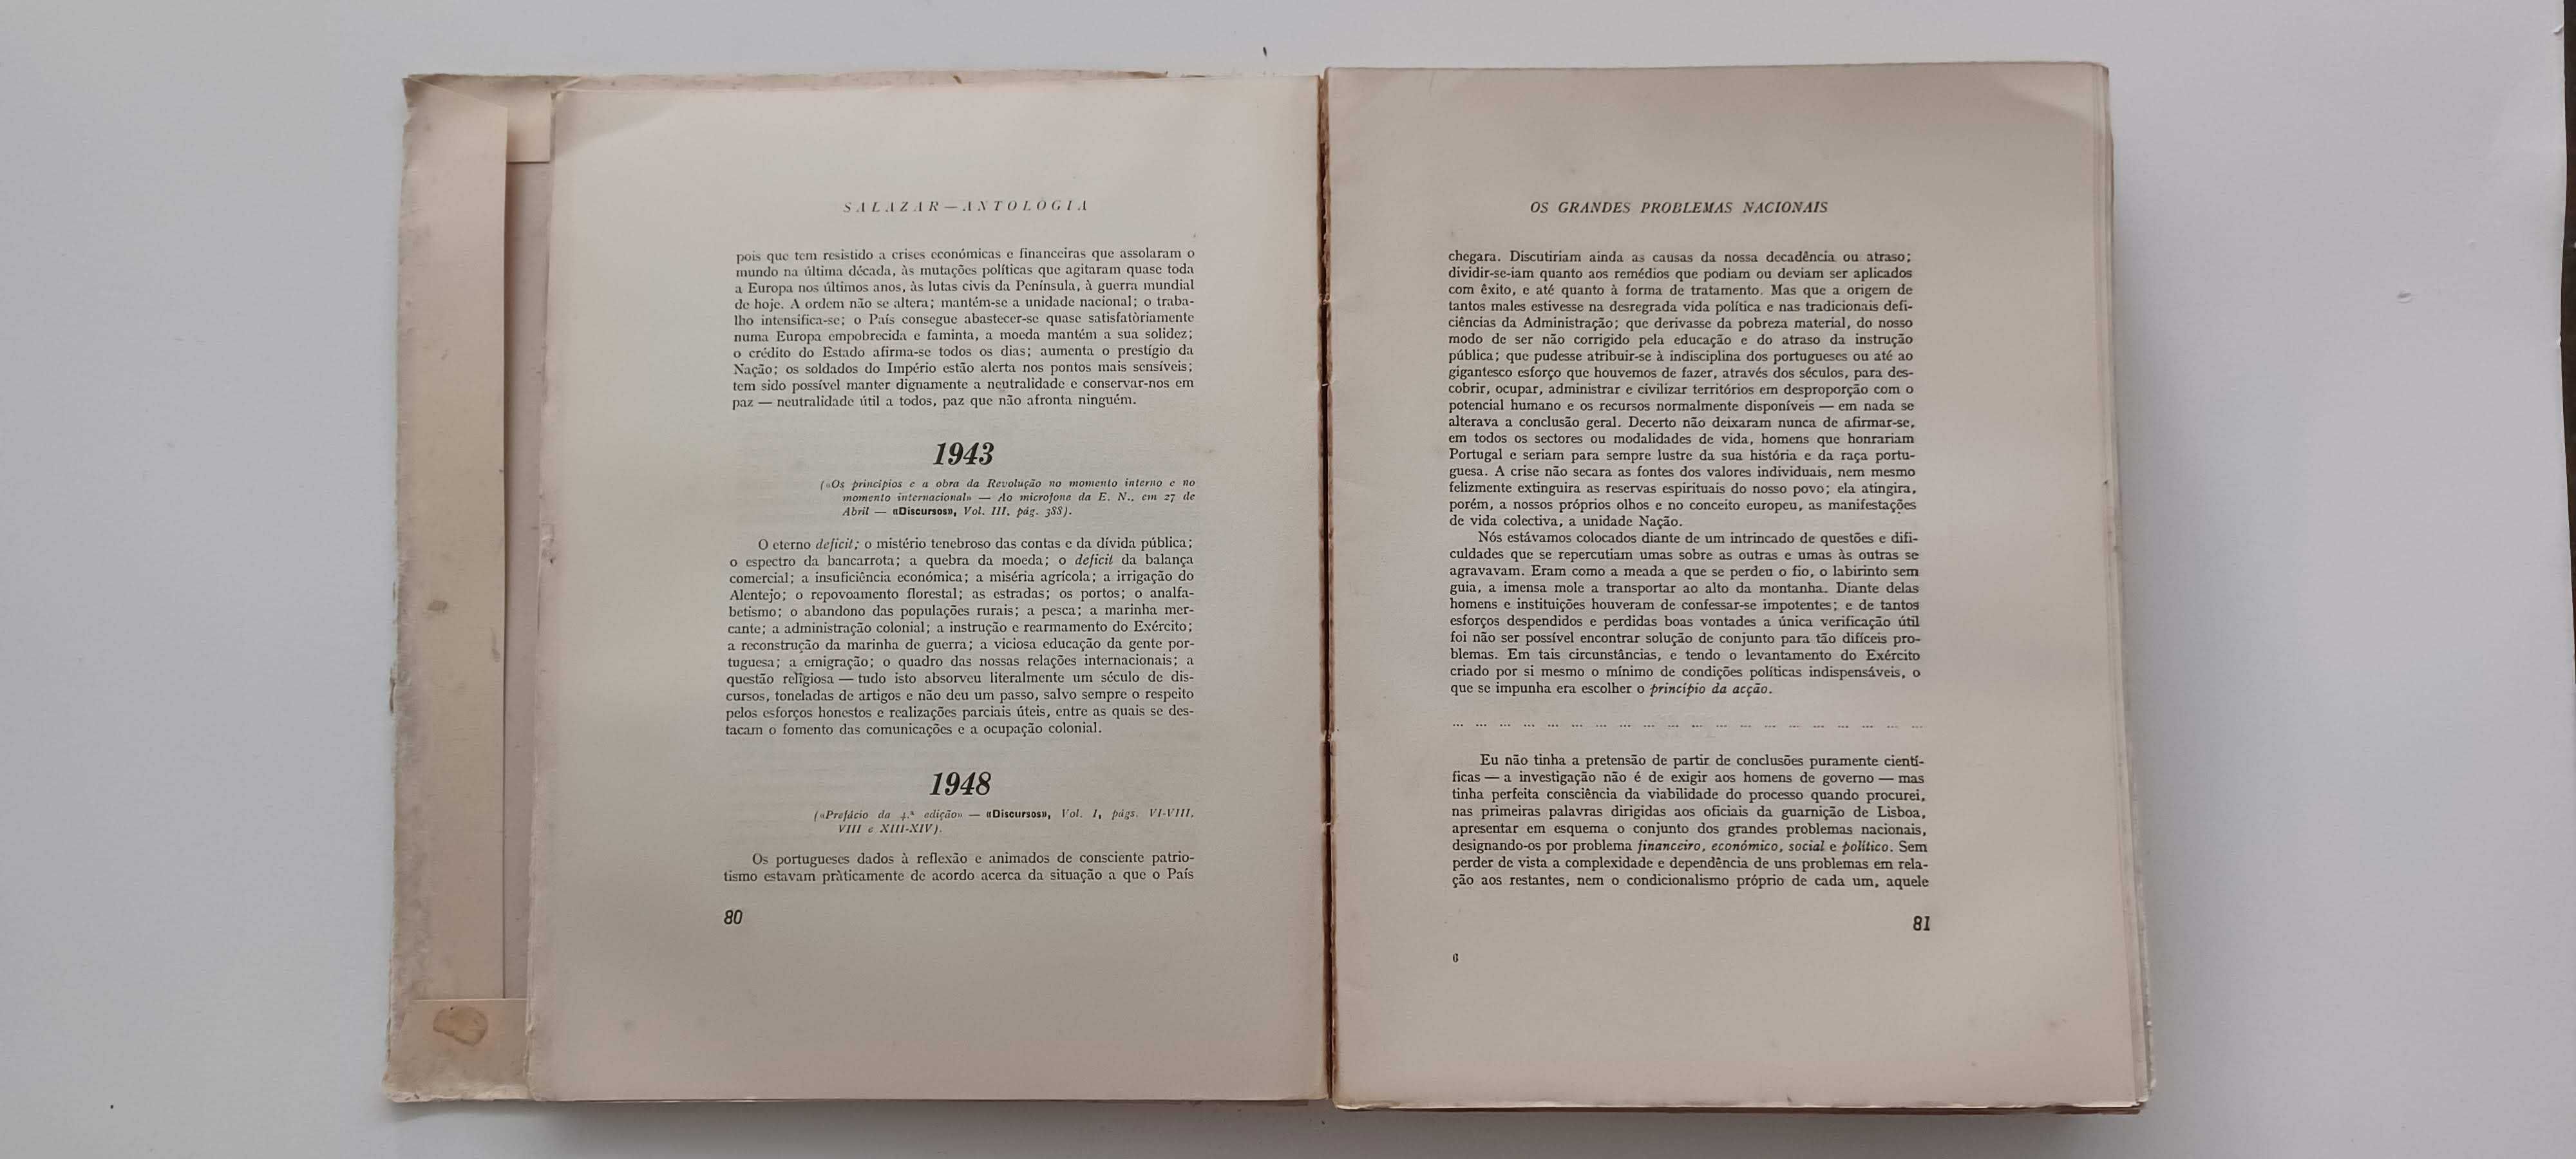 SALAZAR — ANTOLOGIA
pois que tem resistido a crises económicas e financeiras que assolaram o
mundo na última década, às mutações políticas que agitaram quase toda
a Europa nos últimos anos, às lutas civis da Península, à guerra mundial
de hoje. A ordem não se altera; mantém-se a unidade nacional; o traba-
lho intensifica-se; o País consegue abastecer-se quase satisfatòriamente
numa Europa empobrecida e faminta, a moeda mantém a sua solidez;
o crédito do Estado afirma-se todos os dias; aumenta o prestígio da
Nação; os soldados do Império estão alerta nos pontos mais sensíveis;
tem sido possível manter dignamente a neutralidade e conservar-nos em
paz — neutralidade útil a todos, paz que não afronta ninguém.
1943
(«Os princípios e a obra da Revolução no momento interno e no
momento internacional» — Ao microfone da E. N., em 27 de
Abril — «Discursos», Vol. III, pág. 388).
O eterno deficit; o mistério tenebroso das contas e da dívida pública;
o espectro da bancarrota; a quebra da moeda; o deficit da balança
comercial; a insuficiência económica; a miséria agrícola; a irrigação do
Alentejo; o repovoamento florestal; as estradas; os portos; o analfa-
betismo; o abandono das populações rurais; a pesca; a marinha mer-
cante; a administração colonial; a instrução e rearmamento do Exército;
a reconstrução da marinha de guerra; a viciosa educação da gente por-
tuguesa; a emigração; o quadro das nossas relações internacionais; a
questão religiosa — tudo isto absorveu literalmente um século de dis-
cursos, toneladas de artigos e não deu um passo, salvo sempre o respeito
pelos esforços honestos e realizações parciais úteis, entre as quais se des-
tacam o fomento das comunicações e a ocupação colonial.
1948
(«Prefácio da 4.ª edição» — «Discursos», Vol. I, págs. VI-VIII,
VIII e XIII-XIV).
Os portugueses dados à reflexão e animados de consciente patrio-
tismo estavam pràticamente de acordo acerca da situação a que o País
80
OS GRANDES PROBLEMAS NACIONAIS
chegara. Discutiriam ainda as causas da nossa decadência ou atraso;
dividir-se-iam quanto aos remédios que podiam ou deviam ser aplicados
com êxito, e até quanto à forma de tratamento. Mas que a origem de
tantos males estivesse na desregrada vida política e nas tradicionais defi-
ciências da Administração; que derivasse da pobreza material, do nosso
modo de ser não corrigido pela educação e do atraso da instrução
pública; que pudesse atribuir-se à indisciplina dos portugueses ou até ao
gigantesco esforço que houvemos de fazer, através dos séculos, para des-
cobrir, ocupar, administrar e civilizar territórios em desproporção com o
potencial humano e os recursos normalmente disponíveis — em nada se
alterava a conclusão geral. Decerto não deixaram nunca de afirmar-se,
em todos os sectores ou modalidades de vida, homens que honrariam
Portugal e seriam para sempre lustre da sua história e da raça portu-
guesa. A crise não secara as fontes dos valores individuais, nem mesmo
felizmente extinguira as reservas espirituais do nosso povo; ela atingira,
porém, a nossos próprios olhos e no conceito europeu, as manifestações
de vida colectiva, a unidade Nação.
Nós estávamos colocados diante de um intrincado de questões e difi-
culdades que se repercutiam umas sobre as outras e umas às outras se
agravavam. Eram como a meada a que se perdeu o fio, o labirinto sem
guia, a imensa mole a transportar ao alto da montanha. Diante delas
homens e instituições houveram de confessar-se impotentes; e de tantos
esforços despendidos e perdidas boas vontades a única verificação útil
foi não ser possível encontrar solução de conjunto para tão difíceis pro-
blemas. Em tais circunstâncias, e tendo o levantamento do Exército
criado por si mesmo o mínimo de condições políticas indispensáveis, o
que se impunha era escolher o princípio da acção.
... ... ... ... ... ... ... ... ... ... ... ... ... ... ... ... ... ... ... ...
Eu não tinha a pretensão de partir de conclusões puramente cientí-
ficas — a investigação não é de exigir aos homens de governo — mas
tinha perfeita consciência da viabilidade do processo quando procurei,
nas primeiras palavras dirigidas aos oficiais da guarnição de Lisboa,
apresentar em esquema o conjunto dos grandes problemas nacionais,
designando-os por problema financeiro, económico, social e político. Sem
perder de vista a complexidade e dependência de uns problemas em rela-
ção aos restantes, nem o condicionalismo próprio de cada um, aquele
81
6